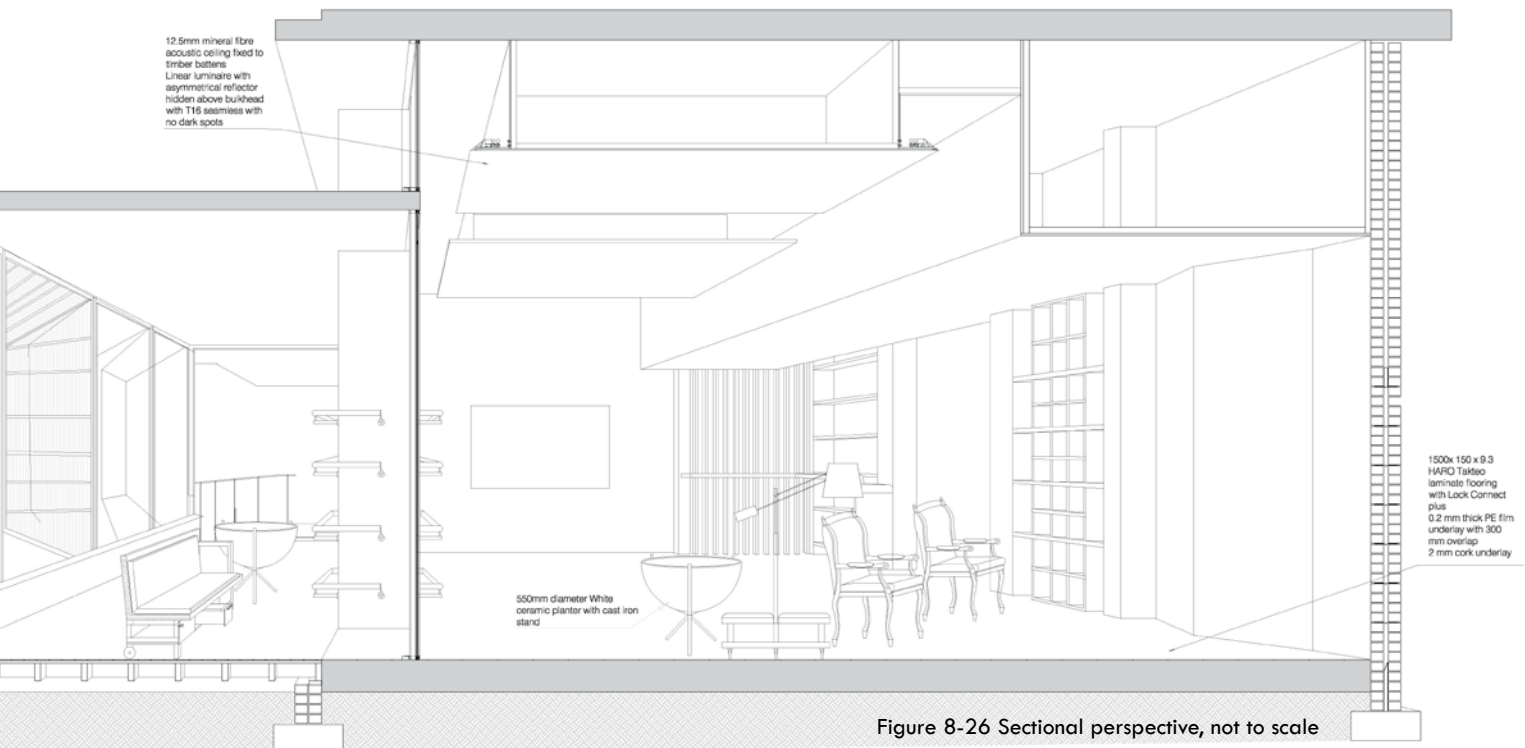 12.5mm mineral fibre
acoustic ceiling fixed to
timber battens
Linear luminaire with
asymmetrical reflector
hidden above bulkhead
with T16 seamless with
no dark spots
1500x 150 x 9.3
HARO Takteo
laminate flooring
with Lock Connect
plus
0.2 mm thick PE film
underlay with 300
mm overlap
2 mm cork underlay
550mm diameter White
ceramic planter with cast iron
stand
Figure 8-26 Sectional perspective, not to scale